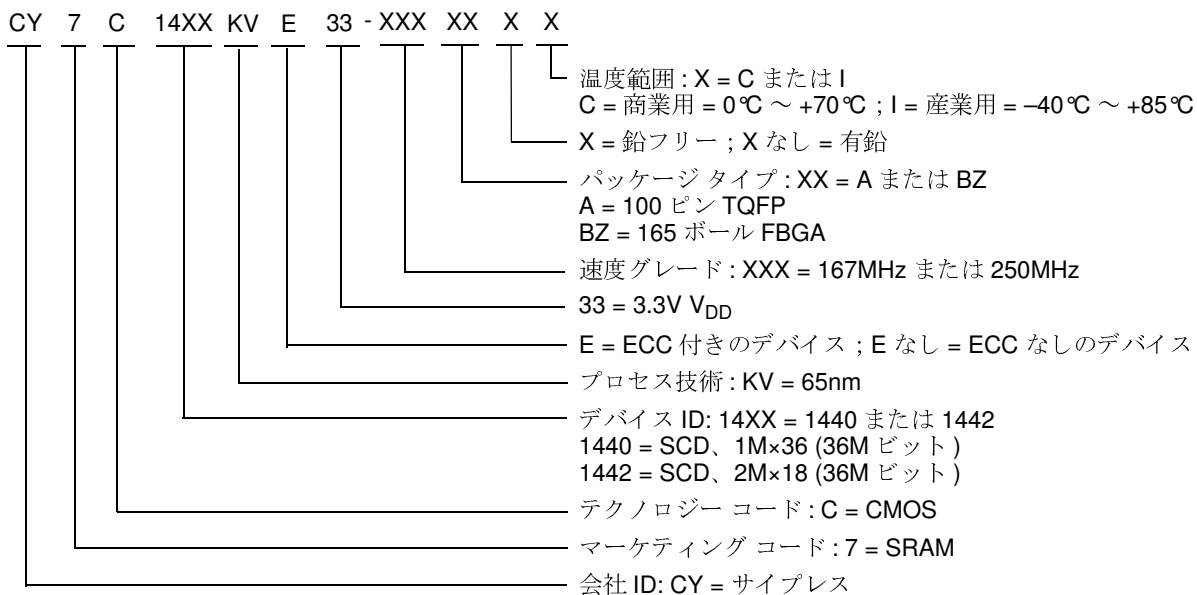 CY 7 C 14XX KV E 33 - XXX XX X X
温度範囲 : X = C または I
C = 商業用 = 0℃ ～ +70℃ ; I = 産業用 = –40℃ ～ +85℃
X = 鉛フリー ; X なし = 有鉛
パッケージ タイプ : XX = A または BZ
A = 100 ピン TQFP
BZ = 165 ボール FBGA
速度グレード : XXX = 167MHz または 250MHz
33 = 3.3V VDD
E = ECC 付きのデバイス ; E なし = ECC なしのデバイス
プロセス技術 : KV = 65nm
デバイス ID: 14XX = 1440 または 1442
1440 = SCD、1M×36 (36M ビット )
1442 = SCD、2M×18 (36M ビット )
テクノロジー コード : C = CMOS
マーケティング コード : 7 = SRAM
会社 ID: CY = サイプレス